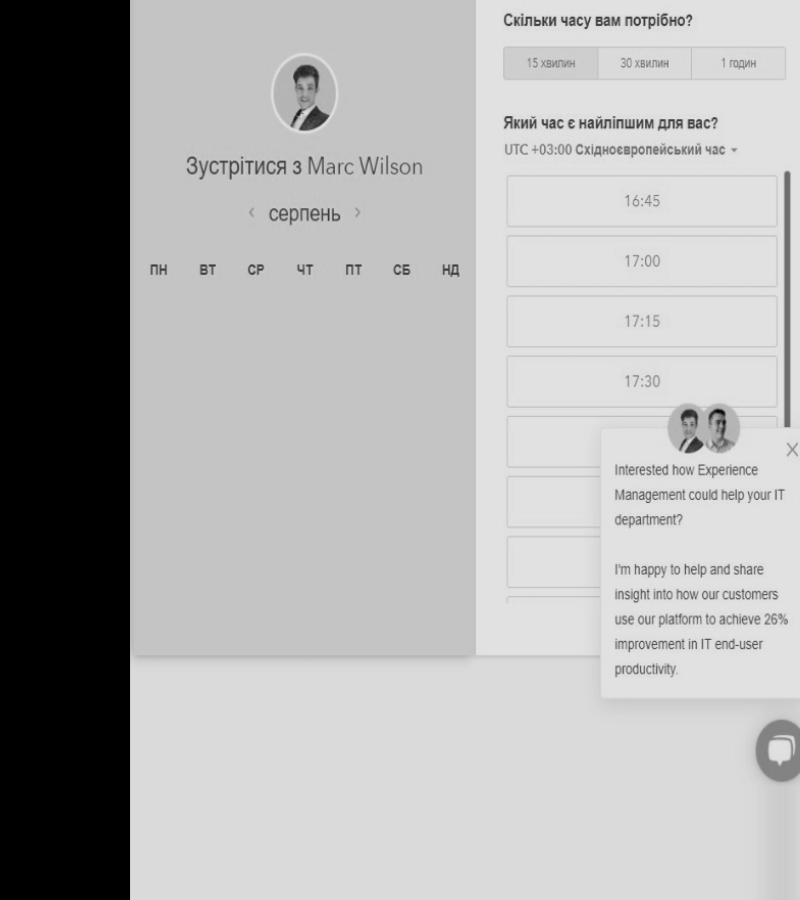 Зустрітися з Marc Wilson
серпень
ПН ВТ СР ЧТ ПТ СБ НД
Скільки часу вам потрібно?
15 хвилин 30 хвилин 1 годин
Який час є найліпшим для вас?
UTC +03:00 Східноєвропейський час
16:45
17:00
17:15
17:30
Interested how Experience
Management could help your IT
department?
I'm happy to help and share
insight into how our customers
use our platform to achieve 26%
improvement in IT end-user
productivity.